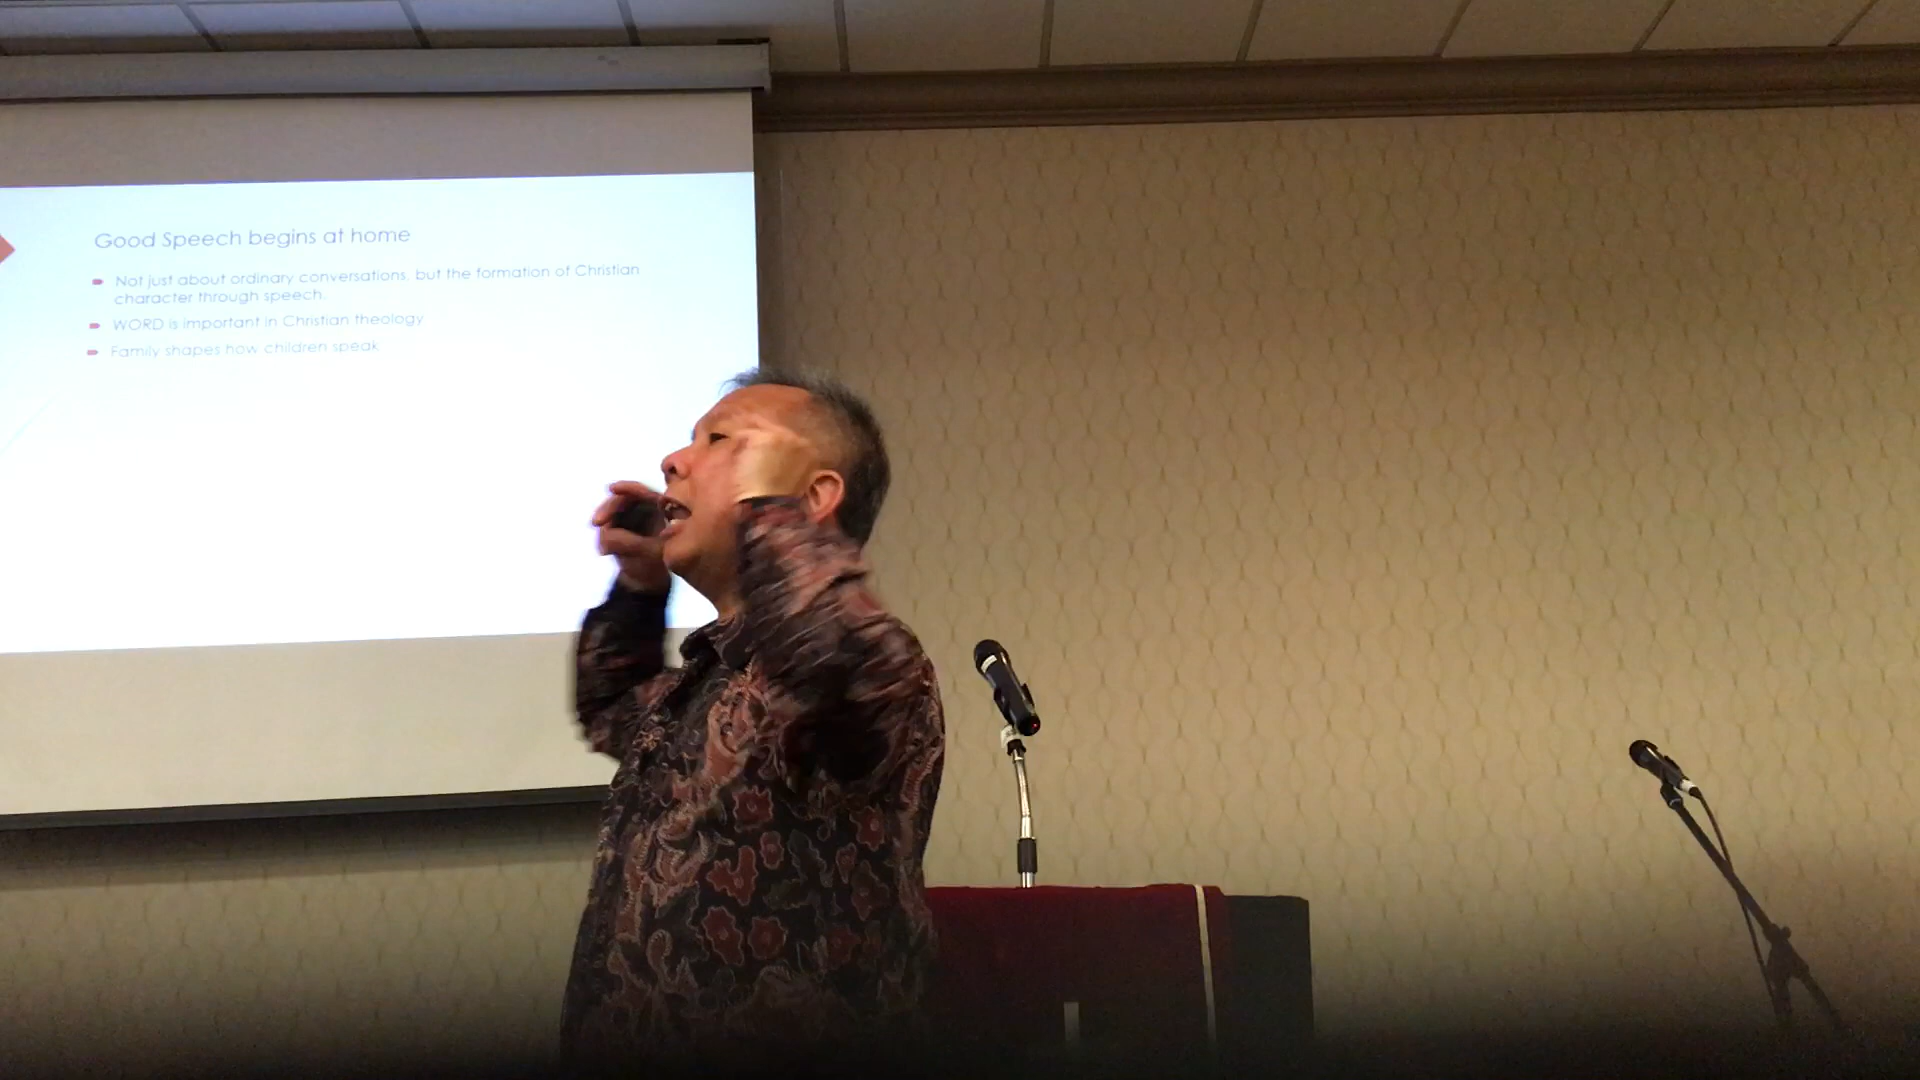 Good Speech begins at home
Not just about ordinary conversations, but the formation of Christian
character through speech.
WORD is important in Christian theology
Family shapes how children speak